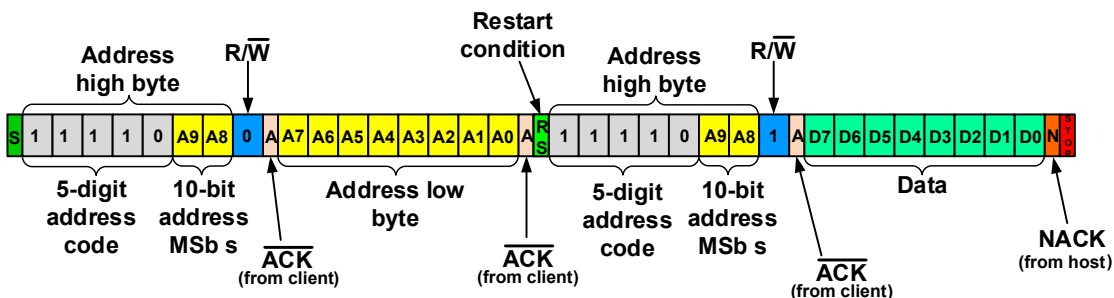 Restart
condition
Address
high byte
R/W̅
Address
high byte
R/W̅
S 1 1 1 1 0 A9 A8 0 A A7 A6 A5 A4 A3 A2 A1 A0 A RS 1 1 1 1 0 A9 A8 1 A D7 D6 D5 D4 D3 D2 D1 D0 N STOP
5-digit
address
code
10-bit
address
MSb s
Address low
byte
5-digit
address
code
10-bit
address
MSb s
Data
A̅C̅K̅
(from client)
A̅C̅K̅
(from client)
A̅C̅K̅
(from client)
NACK
(from host)